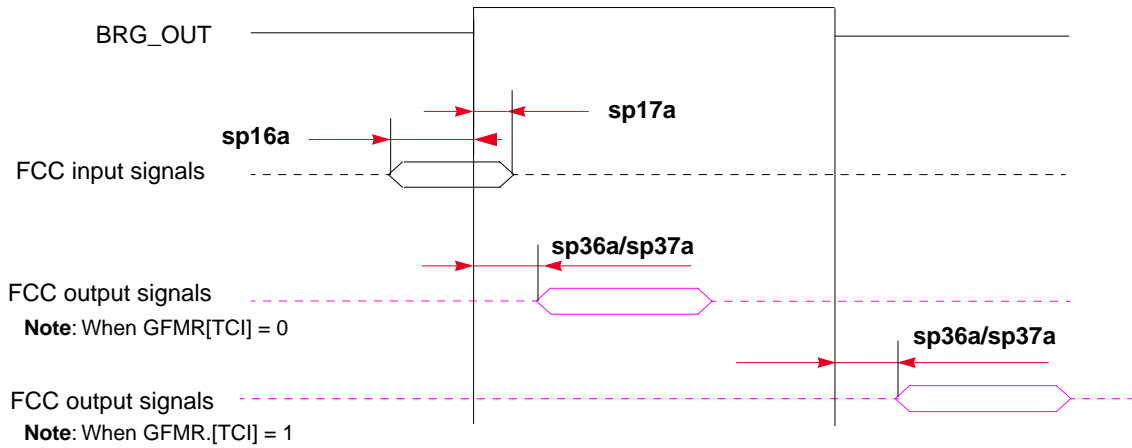 BRG_OUT
sp17a
sp16a
FCC input signals
sp36a/sp37a
FCC output signals
Note: When GFMR[TCI] = 0
sp36a/sp37a
FCC output signals
Note: When GFMR.[TCI] = 1